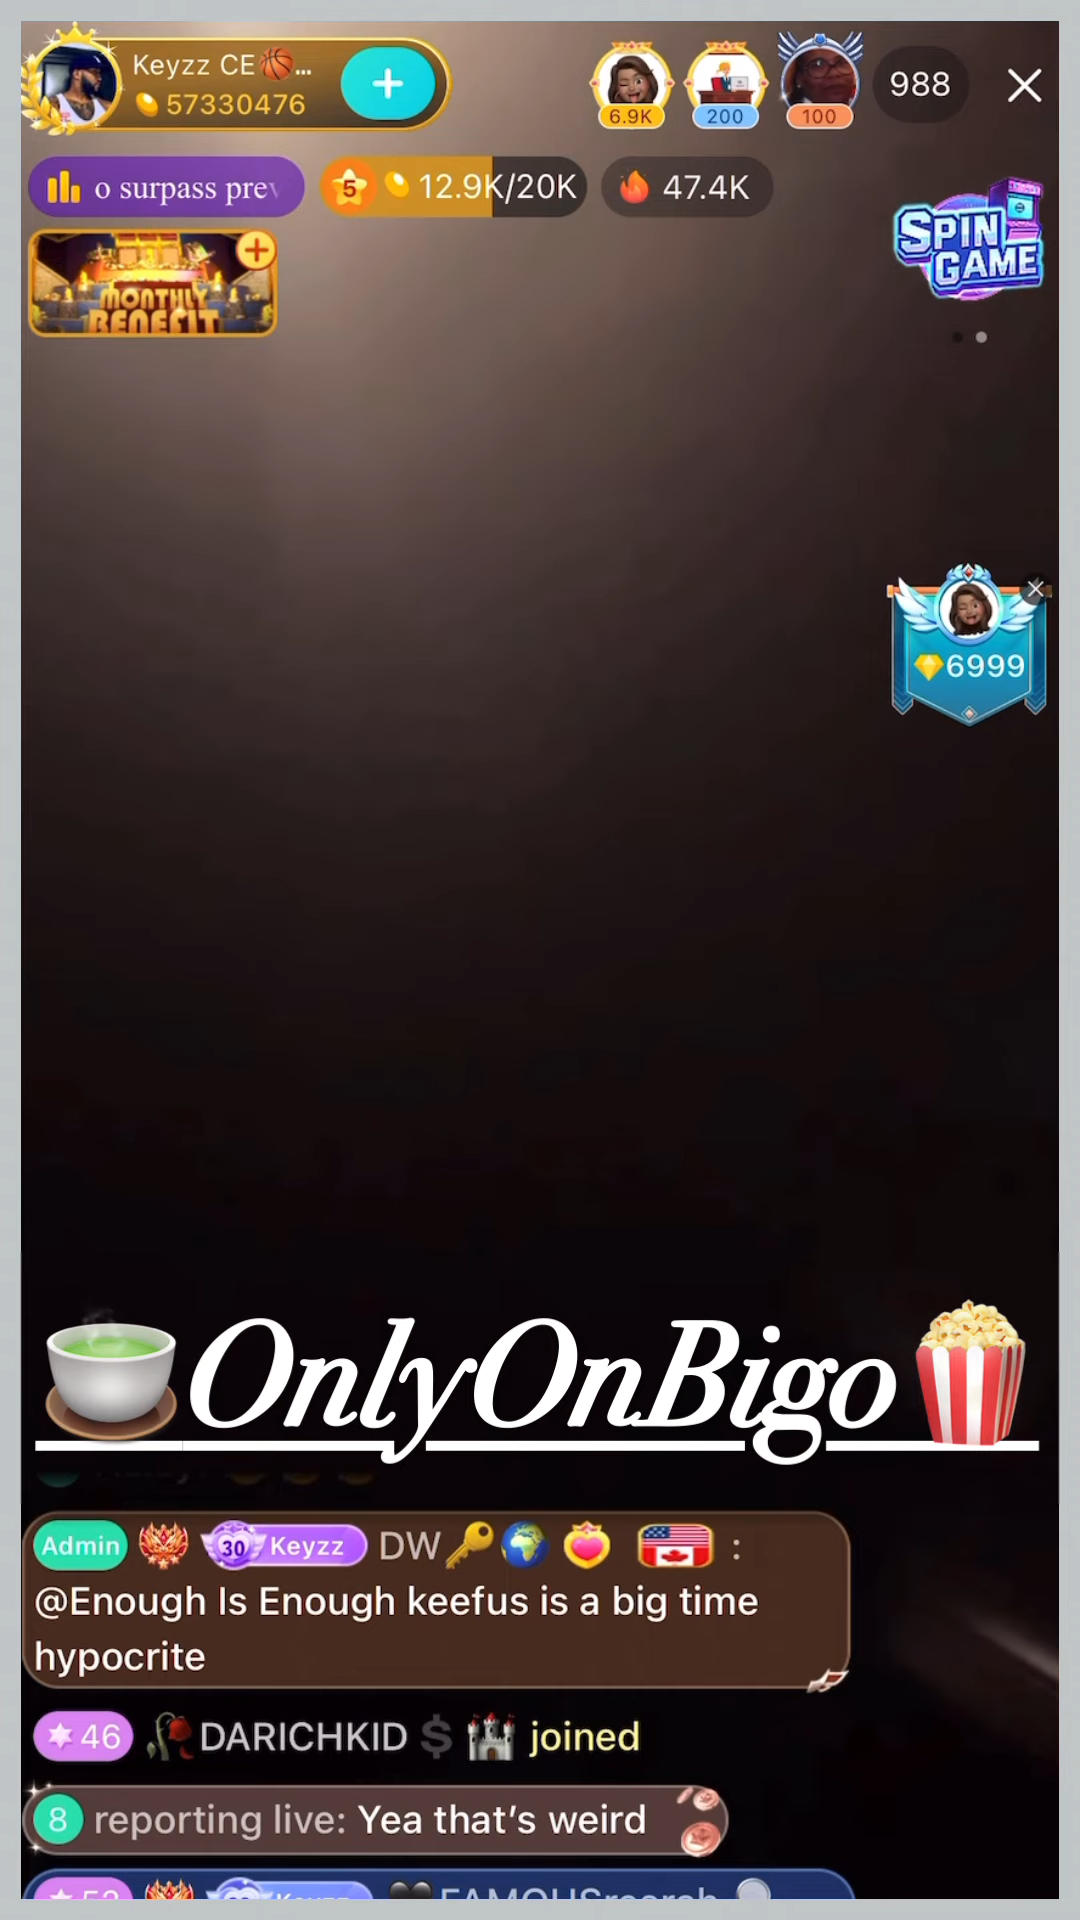 Keyzz CE🏀...
57330476
6.9K
200
100
988
o surpass prev
5 12.9K/20K
47.4K
SPIN
GAME
MONTHLY
BENEFIT
6999
🍵OnlyOnBigo🍿
Admin 30 Keyzz DW🔑🌍 :
@Enough Is Enough keefus is a big time
hypocrite
46 🥀DARICHKID💲🏰 joined
8 reporting live: Yea that's weird